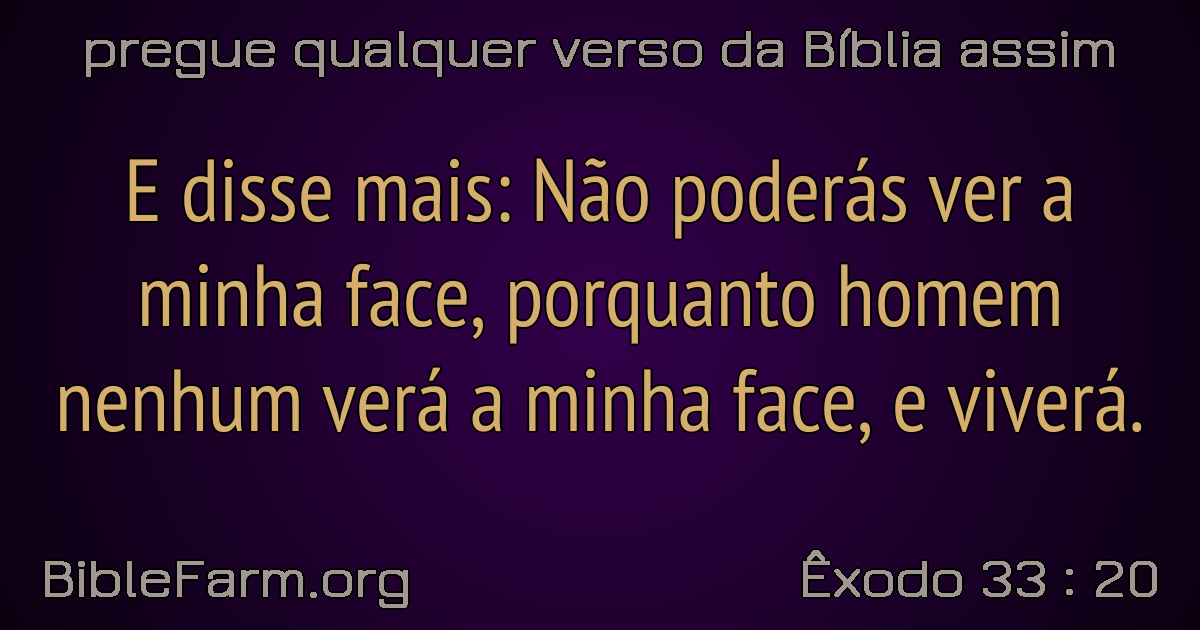 pregue qualquer verso da Bíblia assim
E disse mais: Não poderás ver a
minha face, porquanto homem
nenhum verá a minha face, e viverá.
BibleFarm.org
Êxodo 33 : 20